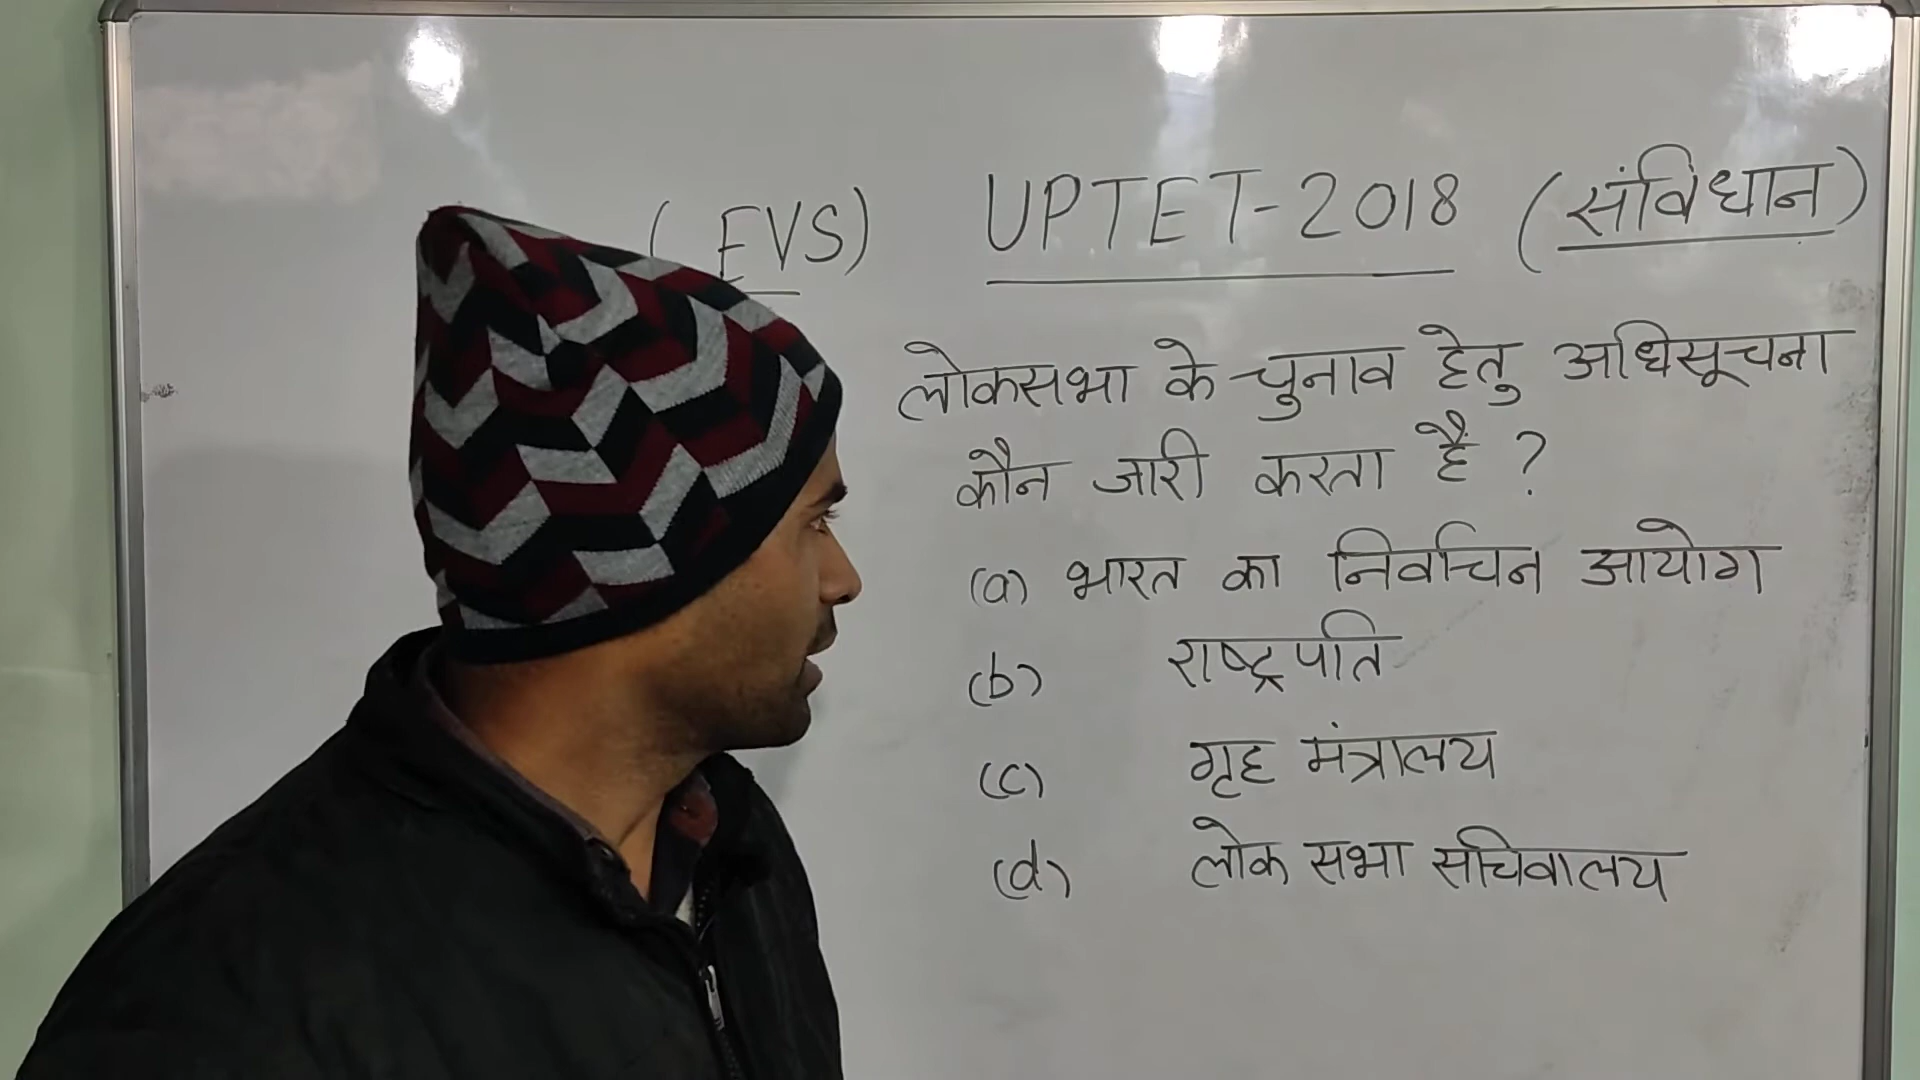 (EVS) UPTET-2018 (संविधान)
लोकसभा के चुनाव हेतु अधिसूचना
कौन जारी करता है ?
(a) भारत का निर्वाचन आयोग
(b) राष्ट्रपति
(c) गृह मंत्रालय
(d) लोक सभा सचिवालय